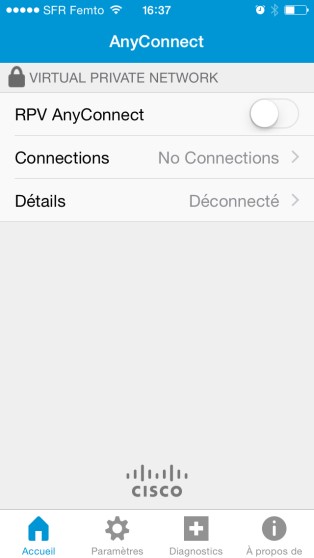 SFR Femto 16:37
AnyConnect
VIRTUAL PRIVATE NETWORK
RPV AnyConnect
Connections No Connections
Détails Déconnecté
CISCO
Accueil Paramètres Diagnostics À propos de